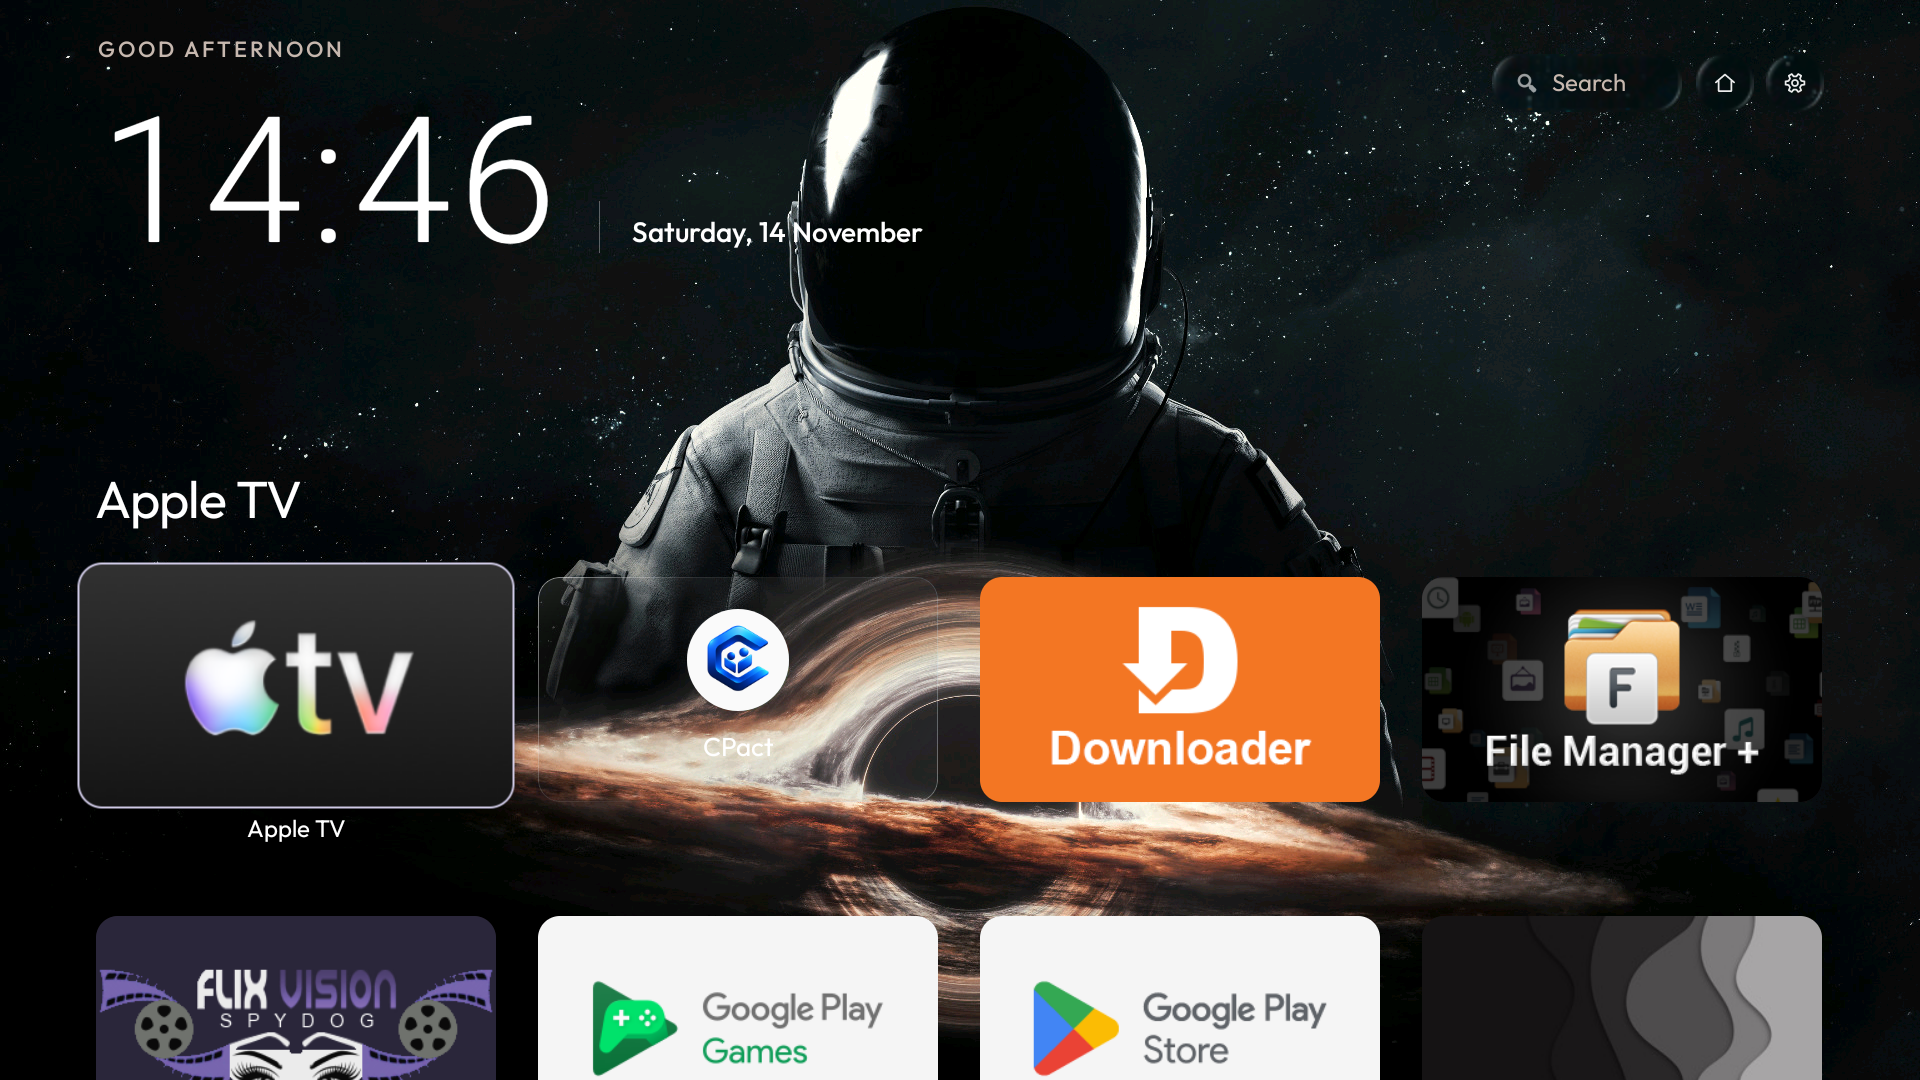 GOOD AFTERNOON
14:46
Saturday, 14 November
Search
Apple TV
tv
CPact
Downloader
F
File Manager +
Apple TV
FLIX VISION
SPYDOG
Google Play
Games
Google Play
Store